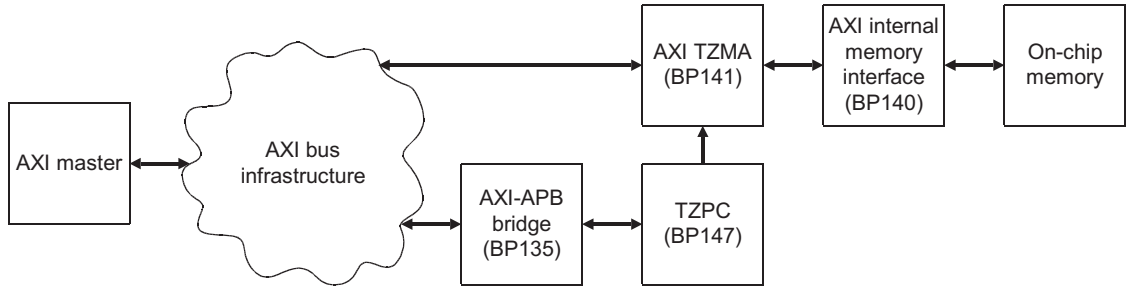 AXI master
AXI bus
infrastructure
AXI TZMA
(BP141)
AXI internal
memory
interface
(BP140)
On-chip
memory
AXI-APB
bridge
(BP135)
TZPC
(BP147)